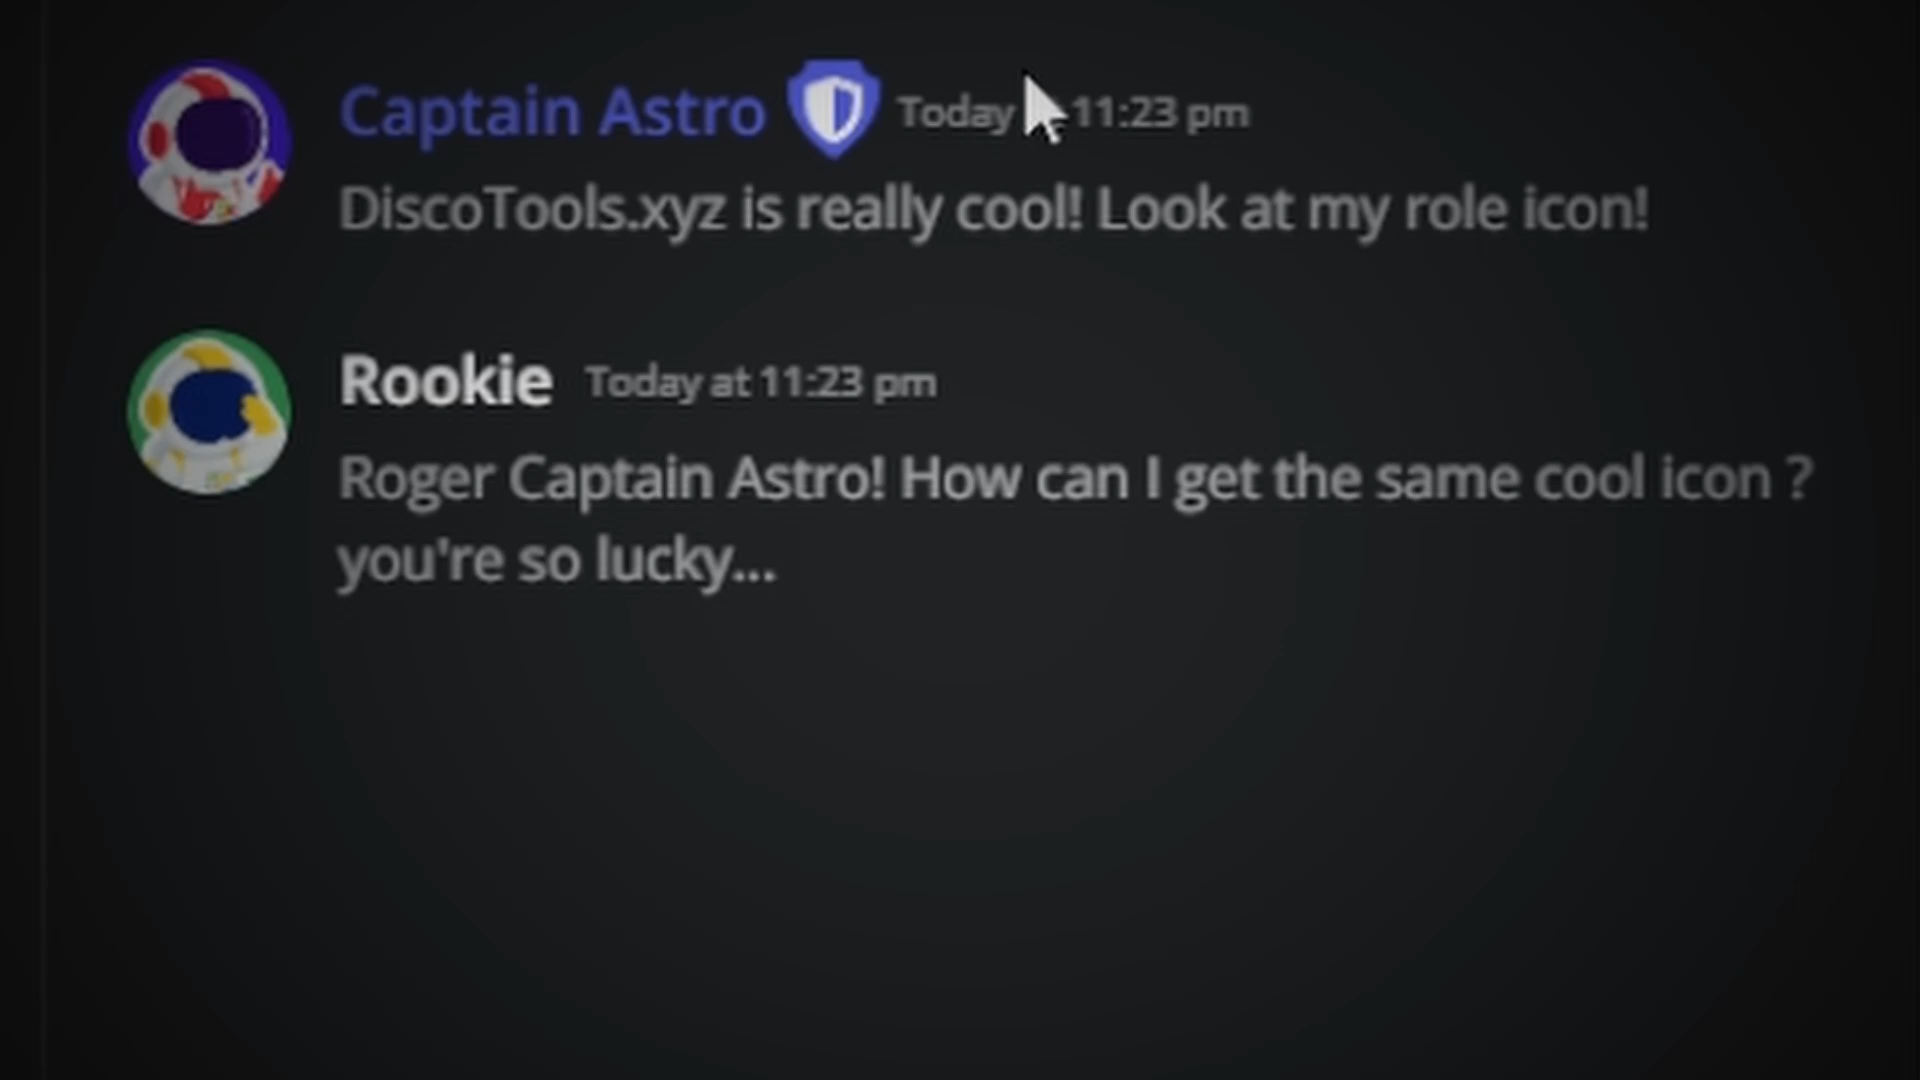 Captain Astro Today 11:23 pm
DiscoTools.xyz is really cool! Look at my role icon!
Rookie Today at 11:23 pm
Roger Captain Astro! How can I get the same cool icon ?
you're so lucky...